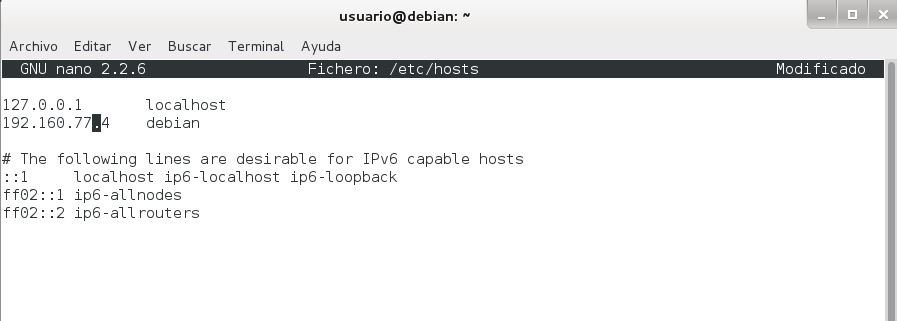 usuario@debian: ~
Archivo Editar Ver Buscar Terminal Ayuda
GNU nano 2.2.6 Fichero: /etc/hosts Modificado
127.0.0.1 localhost
192.160.77.4 debian
# The following lines are desirable for IPv6 capable hosts
::1 localhost ip6-localhost ip6-loopback
ff02::1 ip6-allnodes
ff02::2 ip6-allrouters